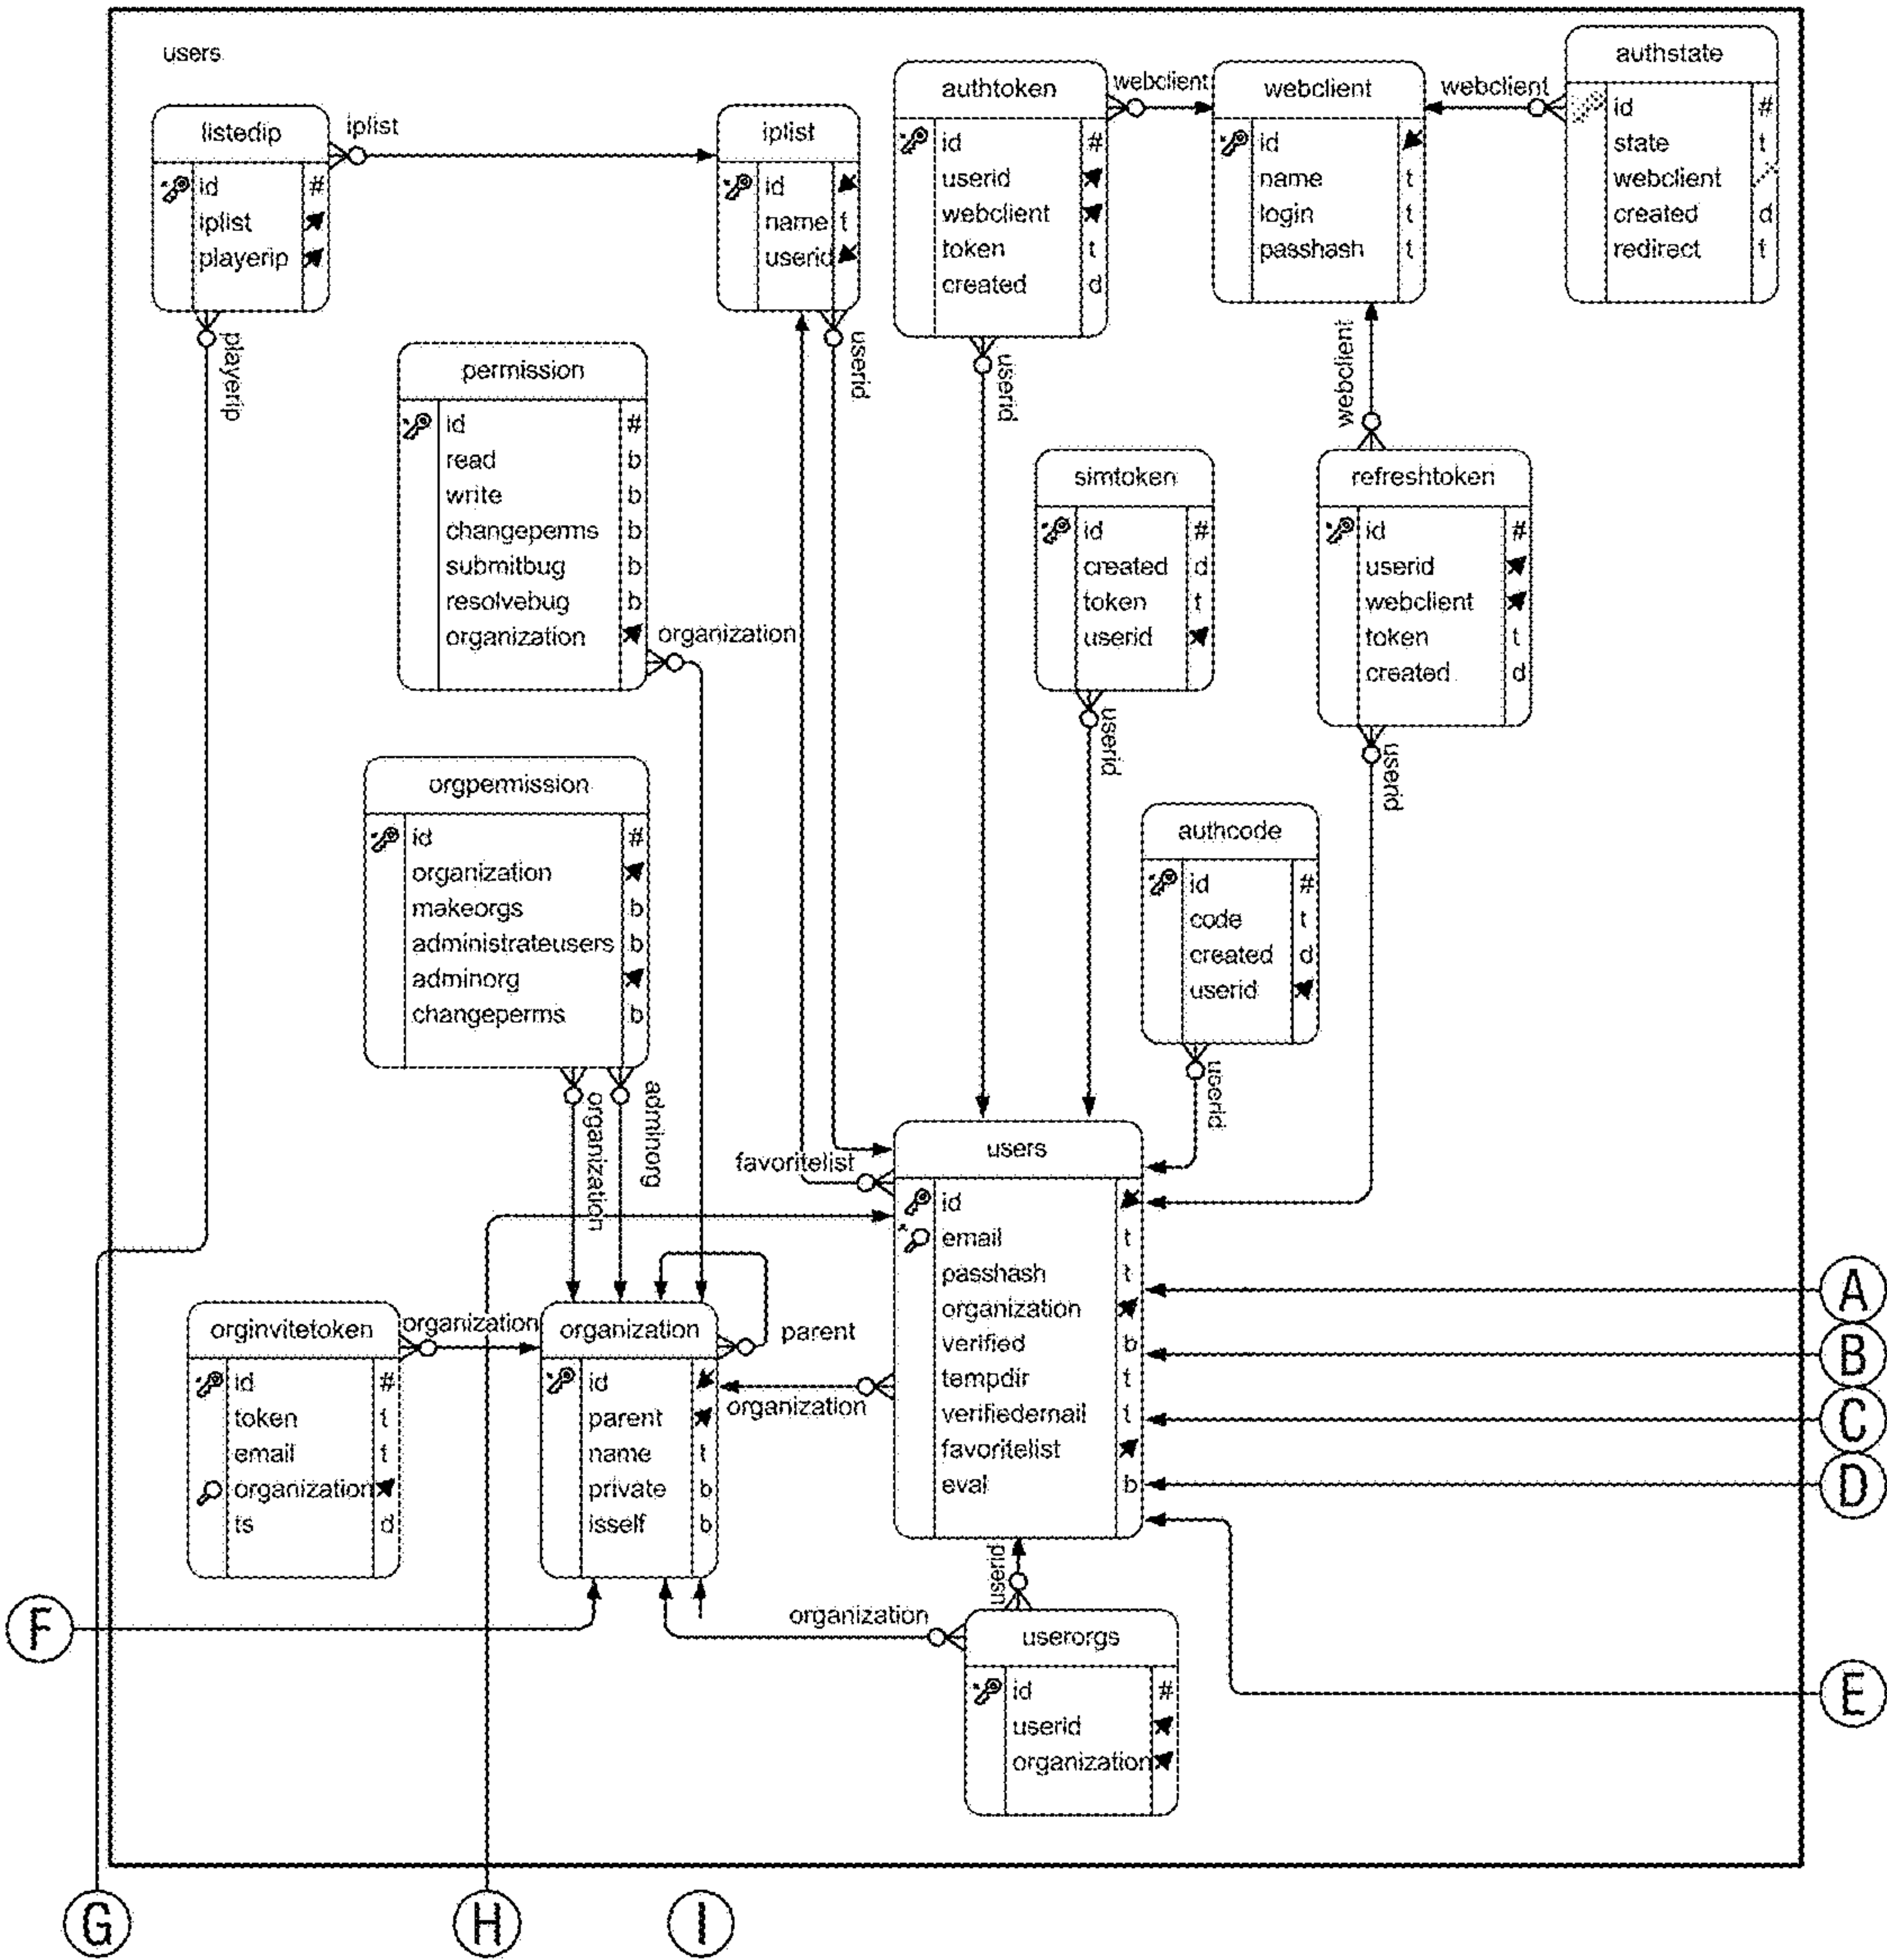 users
listedip
id #
iplist
playerip
iplist
iplist
id
name t
userid
authtoken
id #
userid
webclient
token t
created d
webclient
webclient
id
name t
login t
passhash t
webclient
authstate
id #
state t
webclient
created d
redirect t
playerip
userid
userid
webclient
permission
id #
read b
write b
changeperms b
submitbug b
resolvebug b
organization
organization
simtoken
id #
created d
token t
userid
refreshtoken
id #
userid
webclient
token t
created d
userid
userid
orgpermission
id #
organization
makeorgs b
administrateusers b
adminorg
changeperms b
authcode
id #
code t
created d
userid
organization
adminorg
userid
favoritelist
users
id
email t
passhash t
organization
verified b
tempdir t
verifiedemail t
favoritelist
eval b
orginvitetoken
id #
token t
email t
organization
ts d
organization
organization
id
parent
name t
private b
isself b
parent
organization
userid
organization
userorgs
id #
userid
organization
A
B
C
D
E
F
G
H
I